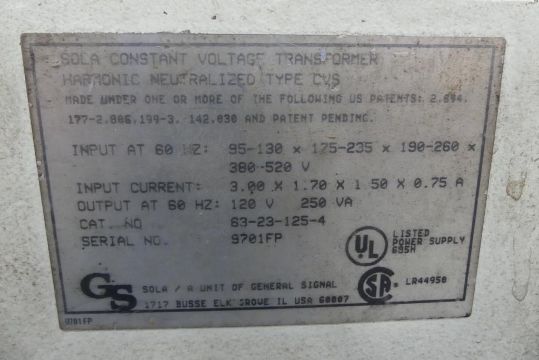 SOLA CONSTANT VOLTAGE TRANSFORMER
HARMONIC NEUTRALIZED TYPE CVS
MADE UNDER ONE OR MORE OF THE FOLLOWING US PATENTS: 2.694.
177-2.806.199-3. 142.830 AND PATENT PENDING.
INPUT AT 60 HZ: 95-130 x 175-235 x 190-260 x
380-520 V
INPUT CURRENT: 3.00 X 1.70 X 1.50 X 0.75 A
OUTPUT AT 60 HZ: 120 V 250 VA
CAT. NO 63-23-125-4
SERIAL NO. 9701FP
UL LISTED
POWER SUPPLY
695H
GS SOLA / A UNIT OF GENERAL SIGNAL
1717 BUSSE ELK GROVE IL USA 60007
SA LR44950
9701FP